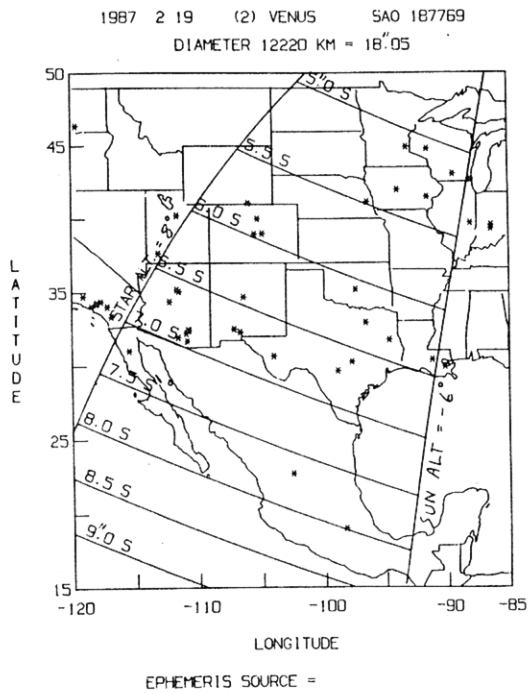 1987 2 19 (2) VENUS SAO 187769
DIAMETER 12220 KM = 18".05
50
45
35
25
15
LATITUDE
5"0 S
5.5 S
6.0 S
6.5 S
7.0 S
7.5 S
8.0 S
8.5 S
9"0 S
STAR ALT = 8°
SUN ALT = -6°
-120
-110
-100
-90
-85
LONGITUDE
EPHEMERIS SOURCE =